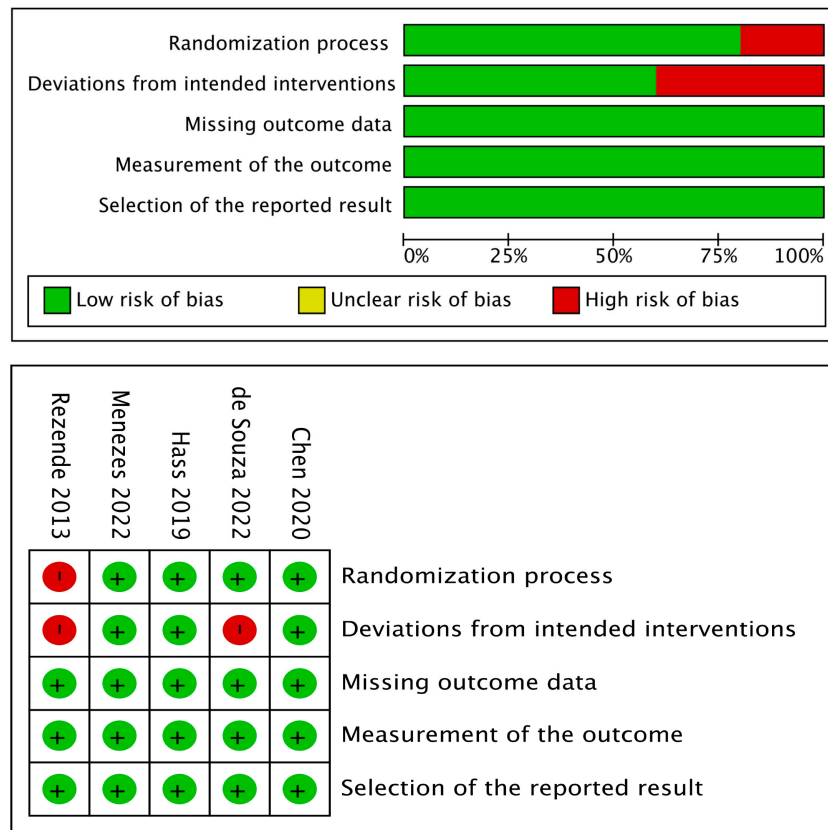 Randomization process
Deviations from intended interventions
Missing outcome data
Measurement of the outcome
Selection of the reported result
0% 25% 50% 75% 100%
Low risk of bias Unclear risk of bias High risk of bias
Rezende 2013
Menezes 2022
Hass 2019
de Souza 2022
Chen 2020
- + + + + Randomization process
- + + - + Deviations from intended interventions
+ + + + + Missing outcome data
+ + + + + Measurement of the outcome
+ + + + + Selection of the reported result